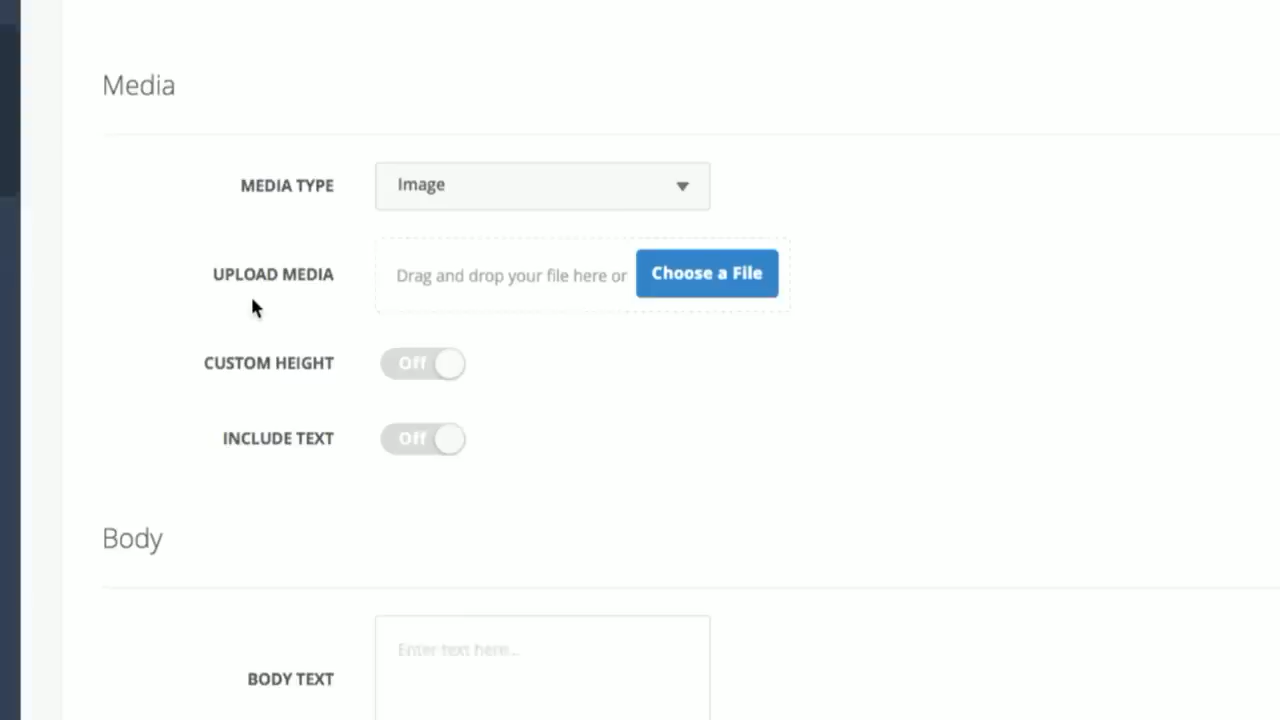 Media
MEDIA TYPE Image
UPLOAD MEDIA Drag and drop your file here or Choose a File
CUSTOM HEIGHT Off
INCLUDE TEXT Off
Body
Enter text here...
BODY TEXT